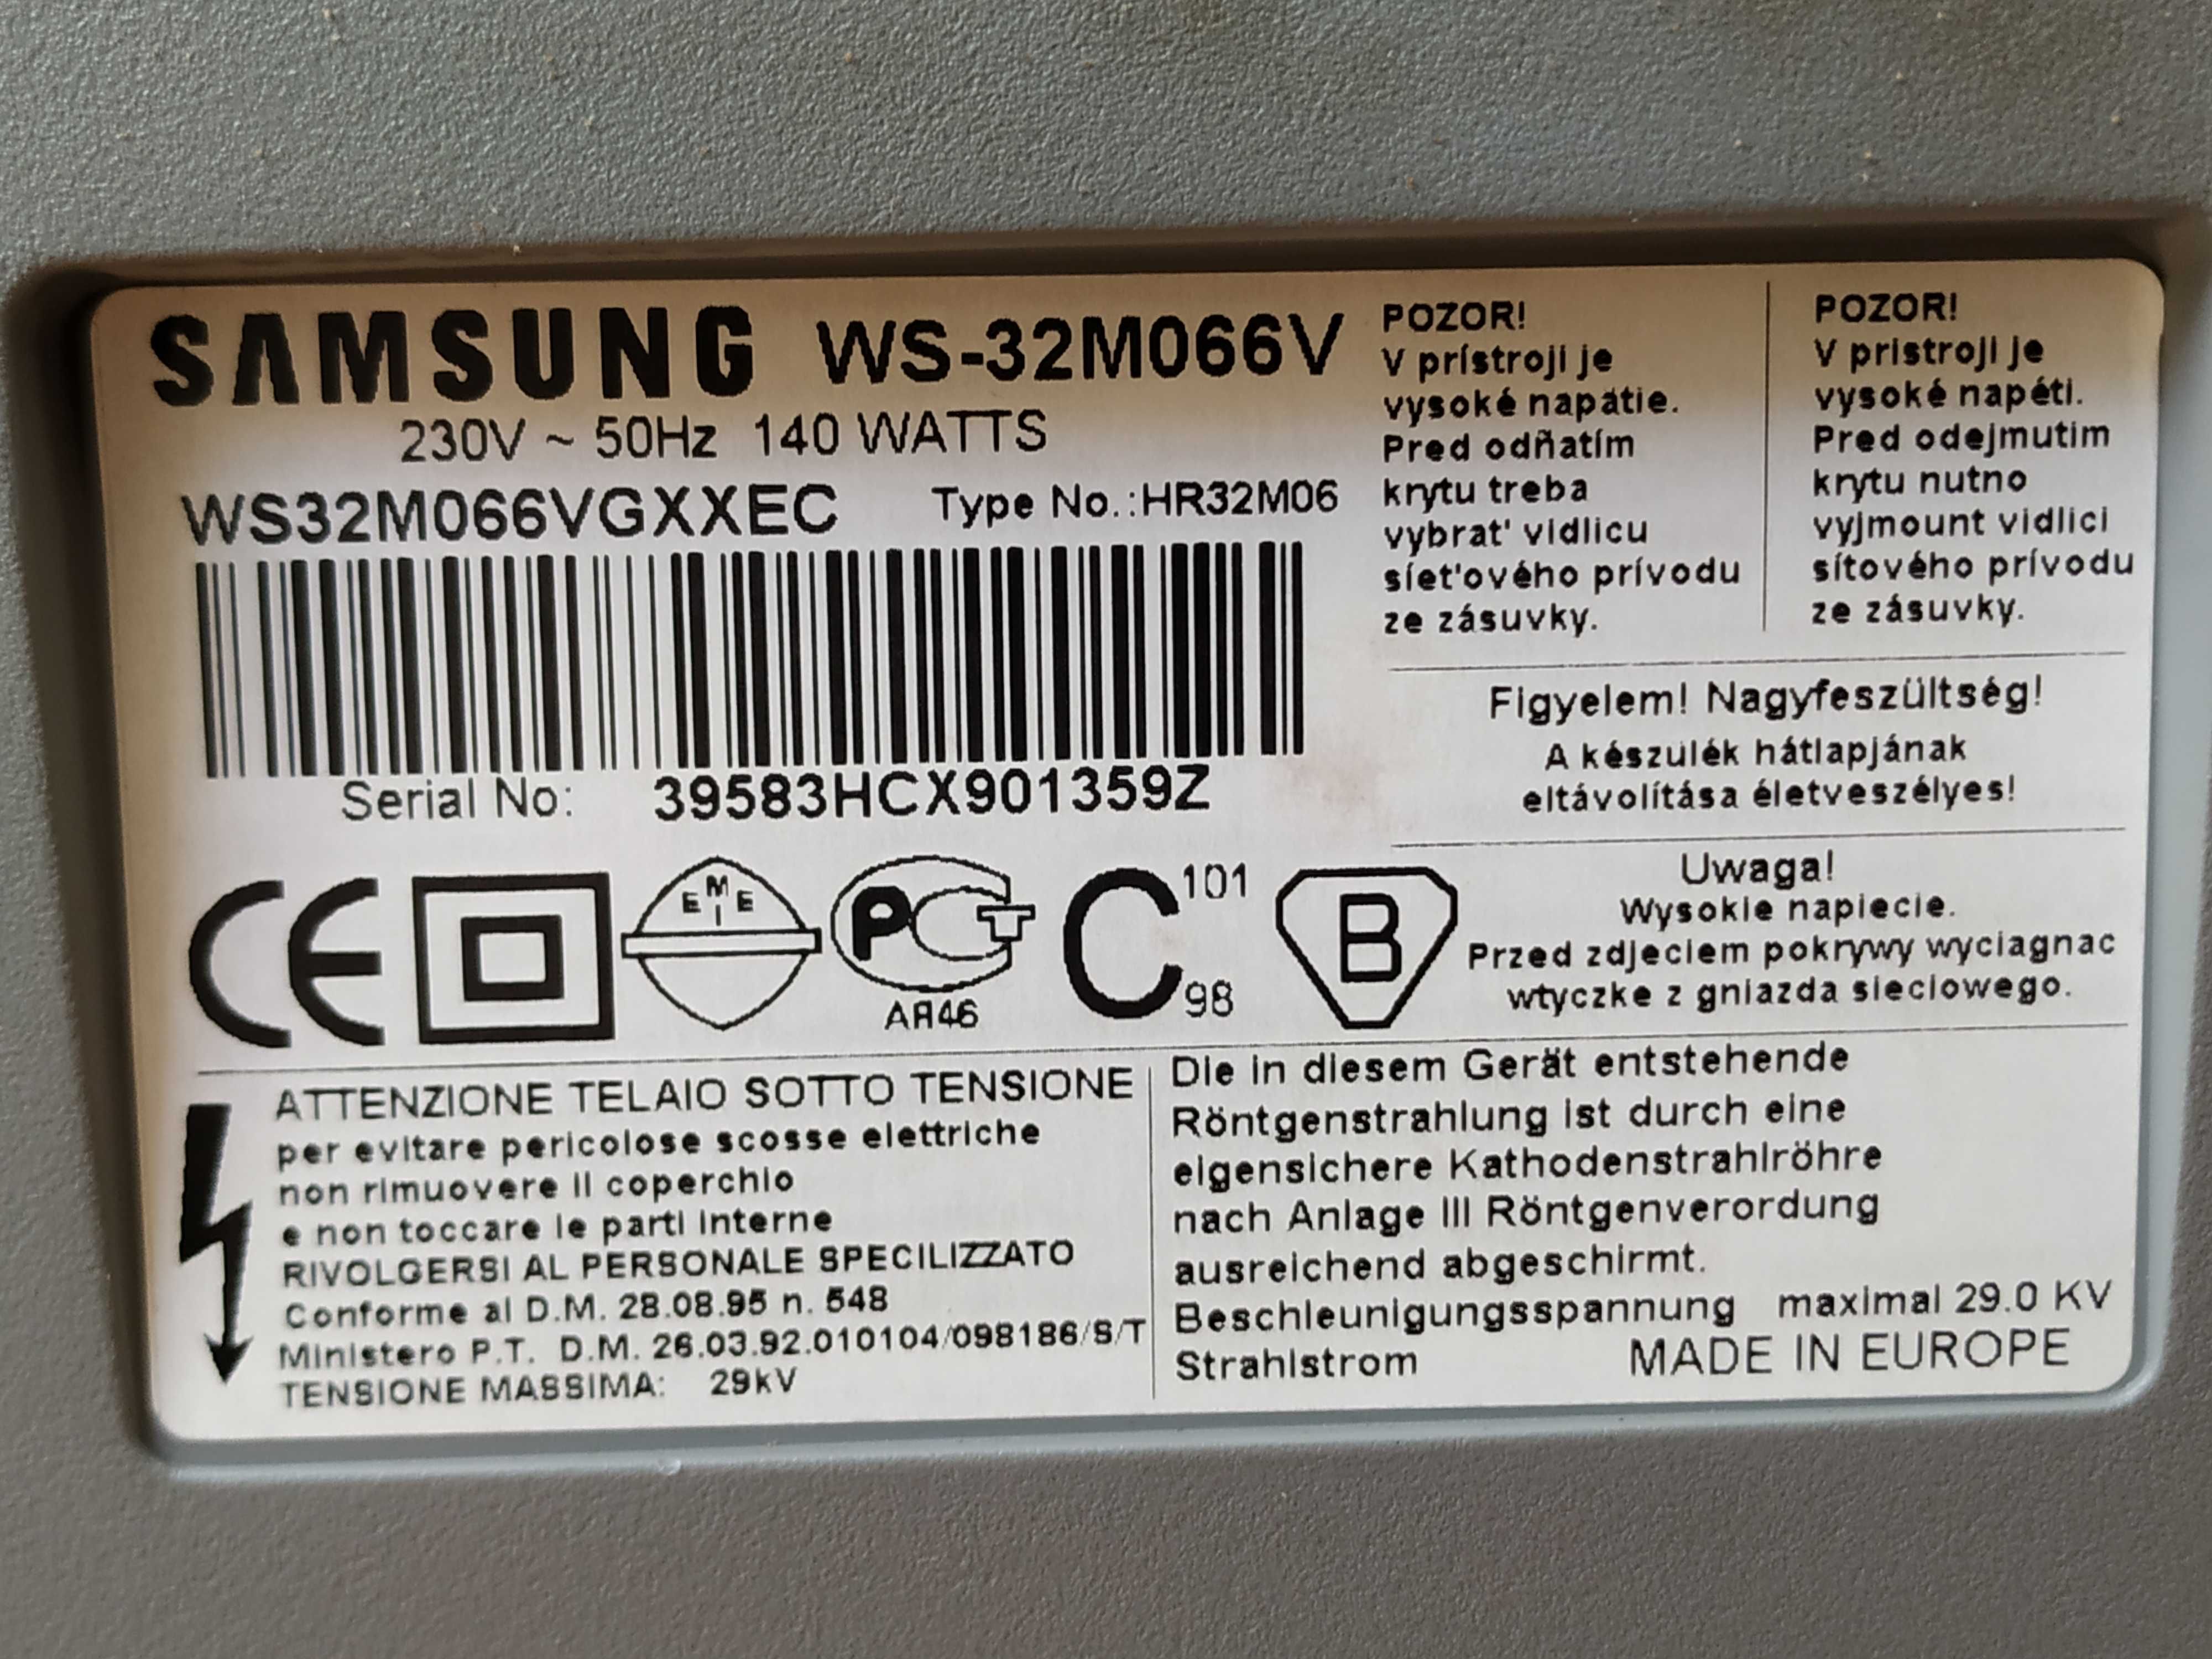 SAMSUNG WS-32M066V
230V ~ 50Hz 140 WATTS
WS32M066VGXXEC Type No.:HR32M06
Serial No: 39583HCX901359Z
CE
E M E
I
PCT
AR46
C 101
98
B
POZOR!
V prístroji je
vysoké napätie.
Pred odňatím
krytu treba
vybrat' vidlicu
síet'ového prívodu
ze zásuvky.
POZOR!
V pristroji je
vysoké napéti.
Pred odejmutim
krytu nutno
vyjmount vidlici
sítového prívodu
ze zásuvky.
Figyelem! Nagyfeszültség!
A készulék hátlapjának
eltávolítása életveszélyes!
Uwaga!
Wysokie napiecie.
Przed zdjeciem pokrywy wyciagnac
wtyczke z gniazda sieciowego.
ATTENZIONE TELAIO SOTTO TENSIONE
per evitare pericolose scosse elettriche
non rimuovere il coperchio
e non toccare le parti interne
RIVOLGERSI AL PERSONALE SPECILIZZATO
Conforme al D.M. 28.08.95 n. 548
Ministero P.T. D.M. 26.03.92.010104/098186/S/T
TENSIONE MASSIMA: 29kV
Die in diesem Gerät entstehende
Röntgenstrahlung ist durch eine
eigensichere Kathodenstrahlröhre
nach Anlage III Röntgenverordung
ausreichend abgeschirmt.
Beschleunigungsspannung maximal 29.0 KV
Strahlstrom MADE IN EUROPE